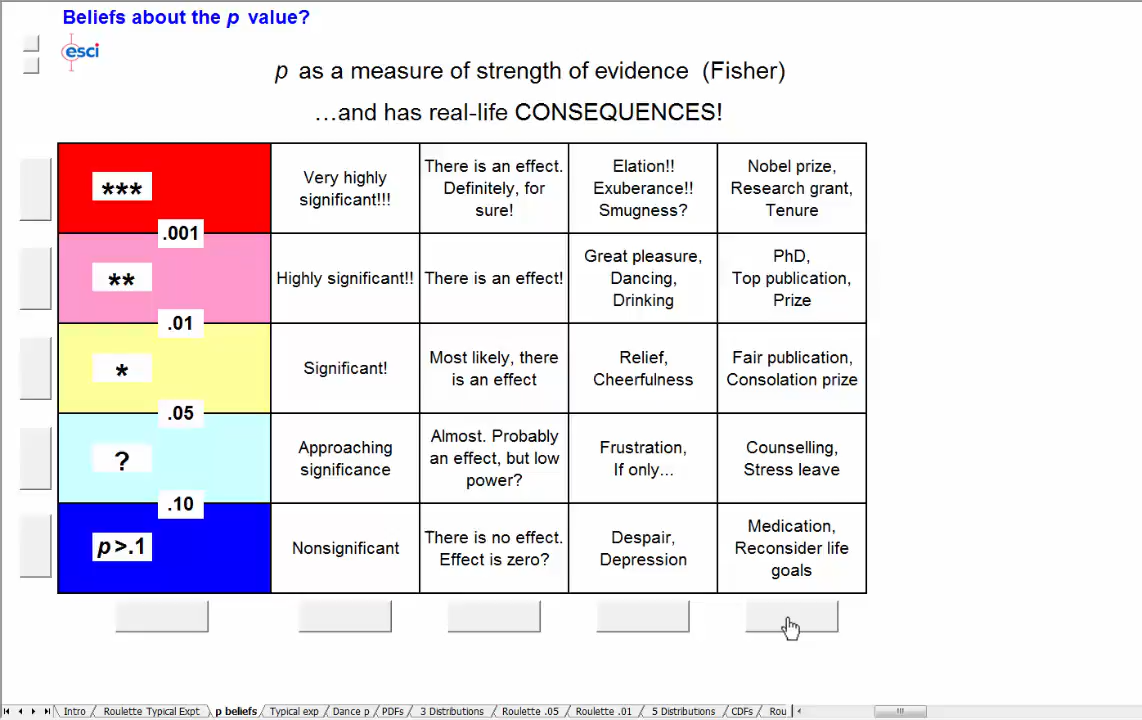 Beliefs about the p value?
esci
p as a measure of strength of evidence (Fisher)
…and has real-life CONSEQUENCES!
***
Very highly
significant!!!
There is an effect.
Definitely, for
sure!
Elation!!
Exuberance!!
Smugness?
Nobel prize,
Research grant,
Tenure
.001
**
Highly significant!!
There is an effect!
Great pleasure,
Dancing,
Drinking
PhD,
Top publication,
Prize
.01
*
Significant!
Most likely, there
is an effect
Relief,
Cheerfulness
Fair publication,
Consolation prize
.05
?
Approaching
significance
Almost. Probably
an effect, but low
power?
Frustration,
If only...
Counselling,
Stress leave
.10
p >.1
Nonsignificant
There is no effect.
Effect is zero?
Despair,
Depression
Medication,
Reconsider life
goals
Intro / Roulette Typical Expt / p beliefs / Typical exp / Dance p / PDFs / 3 Distributions / Roulette .05 / Roulette .01 / 5 Distributions / CDFs / Rou